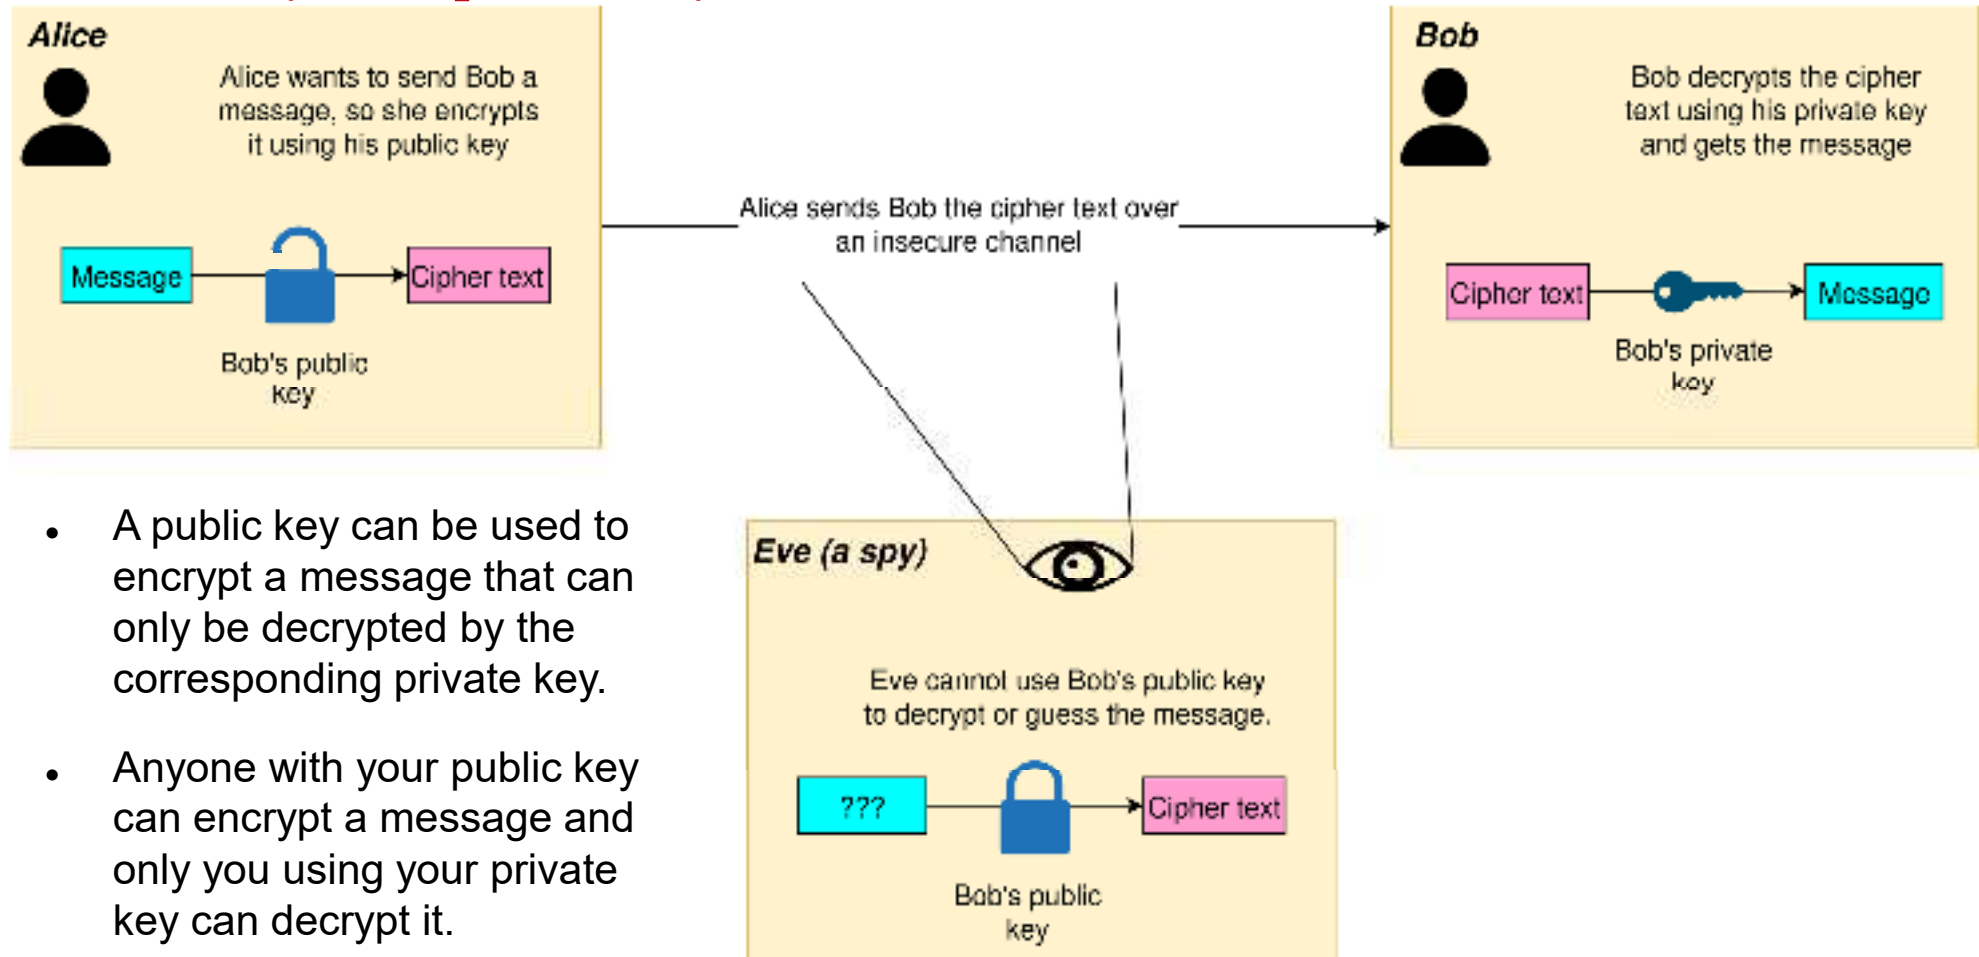 Alice
Alice wants to send Bob a
message, so she encrypts
it using his public key
Message
Cipher text
Bob's public
key
Alice sends Bob the cipher text over
an insecure channel
Bob
Bob decrypts the cipher
text using his private key
and gets the message
Cipher text
Message
Bob's private
key
• A public key can be used to
encrypt a message that can
only be decrypted by the
corresponding private key.
• Anyone with your public key
can encrypt a message and
only you using your private
key can decrypt it.
Eve (a spy)
Eve cannot use Bob's public key
to decrypt or guess the message.
???
Cipher text
Bob's public
key